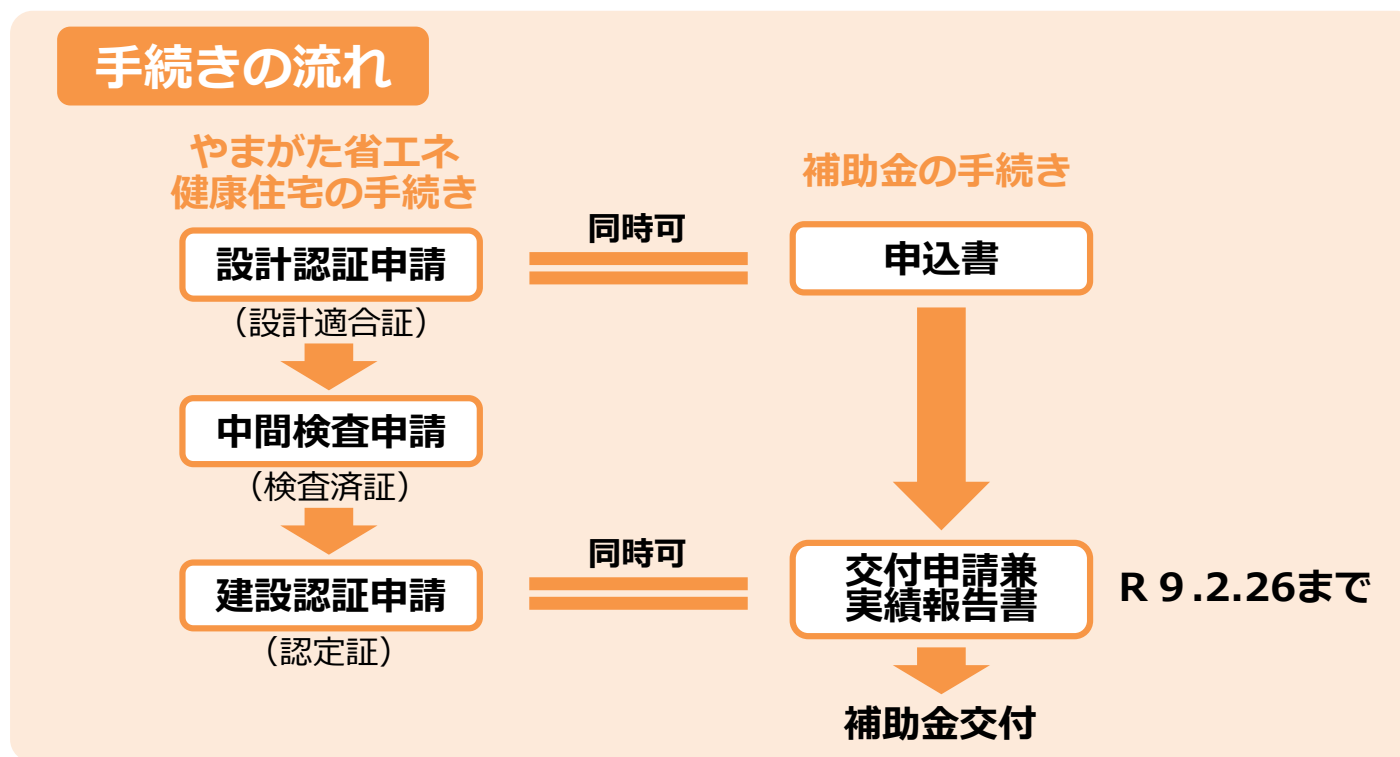 手続きの流れ
やまがた省エネ
健康住宅の手続き
補助金の手続き
設計認証申請
同時可
申込書
（設計適合証）
中間検査申請
（検査済証）
建設認証申請
同時可
交付申請兼
実績報告書
R９.2.26まで
（認定証）
補助金交付